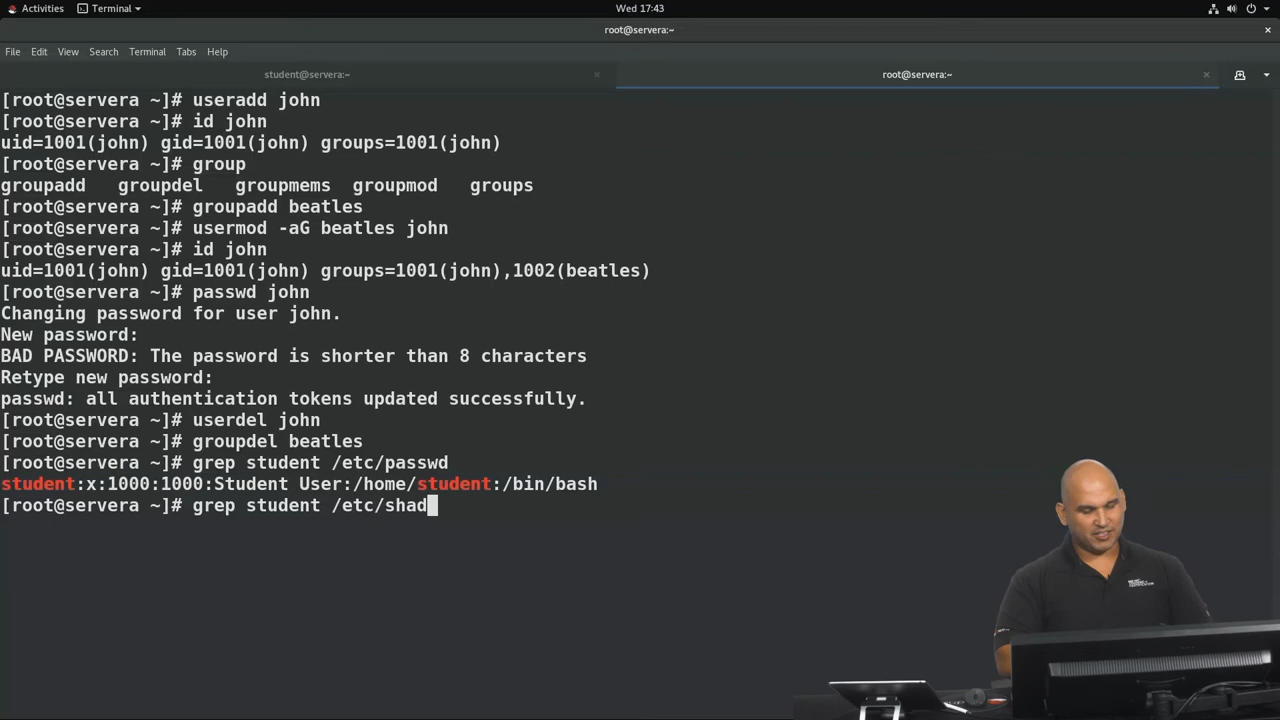 Activities Terminal Wed 17:43
root@servera:~
File Edit View Search Terminal Tabs Help
student@servera:~ root@servera:~
[root@servera ~]# useradd john
[root@servera ~]# id john
uid=1001(john) gid=1001(john) groups=1001(john)
[root@servera ~]# group
groupadd groupdel groupmems groupmod groups
[root@servera ~]# groupadd beatles
[root@servera ~]# usermod -aG beatles john
[root@servera ~]# id john
uid=1001(john) gid=1001(john) groups=1001(john),1002(beatles)
[root@servera ~]# passwd john
Changing password for user john.
New password:
BAD PASSWORD: The password is shorter than 8 characters
Retype new password:
passwd: all authentication tokens updated successfully.
[root@servera ~]# userdel john
[root@servera ~]# groupdel beatles
[root@servera ~]# grep student /etc/passwd
student:x:1000:1000:Student User:/home/student:/bin/bash
[root@servera ~]# grep student /etc/shad